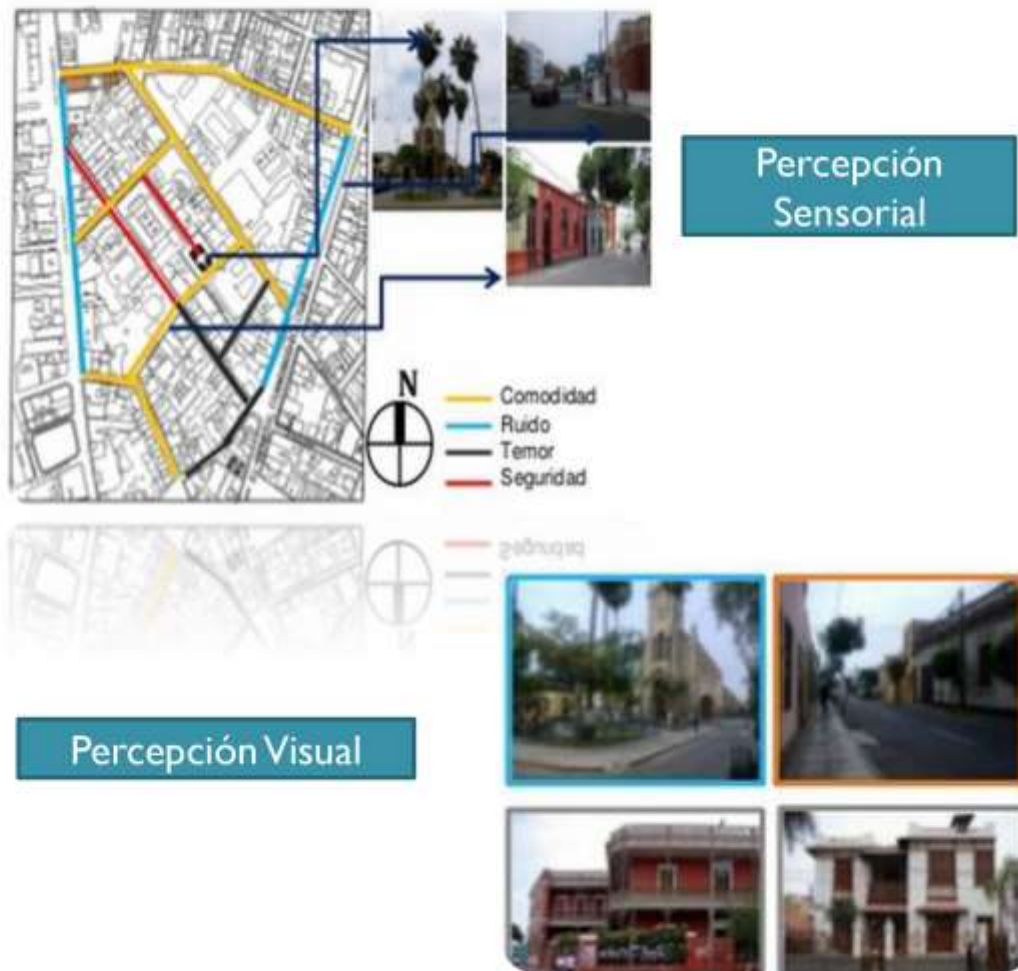 Percepción
Sensorial
N
Comodidad
Ruido
Temor
Seguridad
Percepción Visual